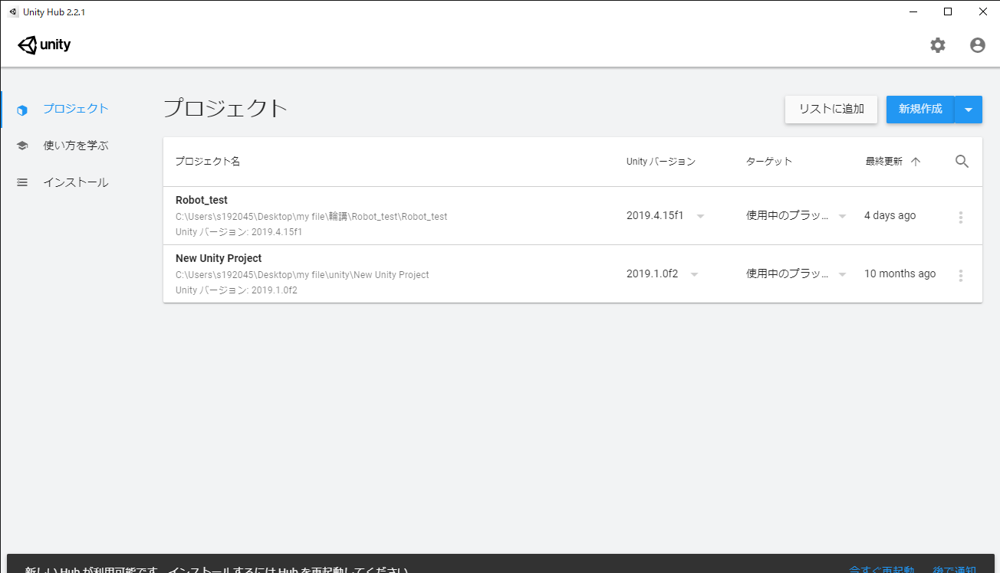 Unity Hub 2.2.1
unity
プロジェクト
使い方を学ぶ
インストール
プロジェクト
リストに追加
新規作成
プロジェクト名 Unity バージョン ターゲット 最終更新
Robot_test
C:\Users\s192045\Desktop\my file\輪講\Robot_test\Robot_test
Unity バージョン: 2019.4.15f1
2019.4.15f1 使用中のプラッ... 4 days ago
New Unity Project
C:\Users\s192045\Desktop\my file\unity\New Unity Project
Unity バージョン: 2019.1.0f2
2019.1.0f2 使用中のプラッ... 10 months ago
新しい Hub が利用可能です。インストールするには Hub を再起動してください。
今すぐ再起動 後で通知